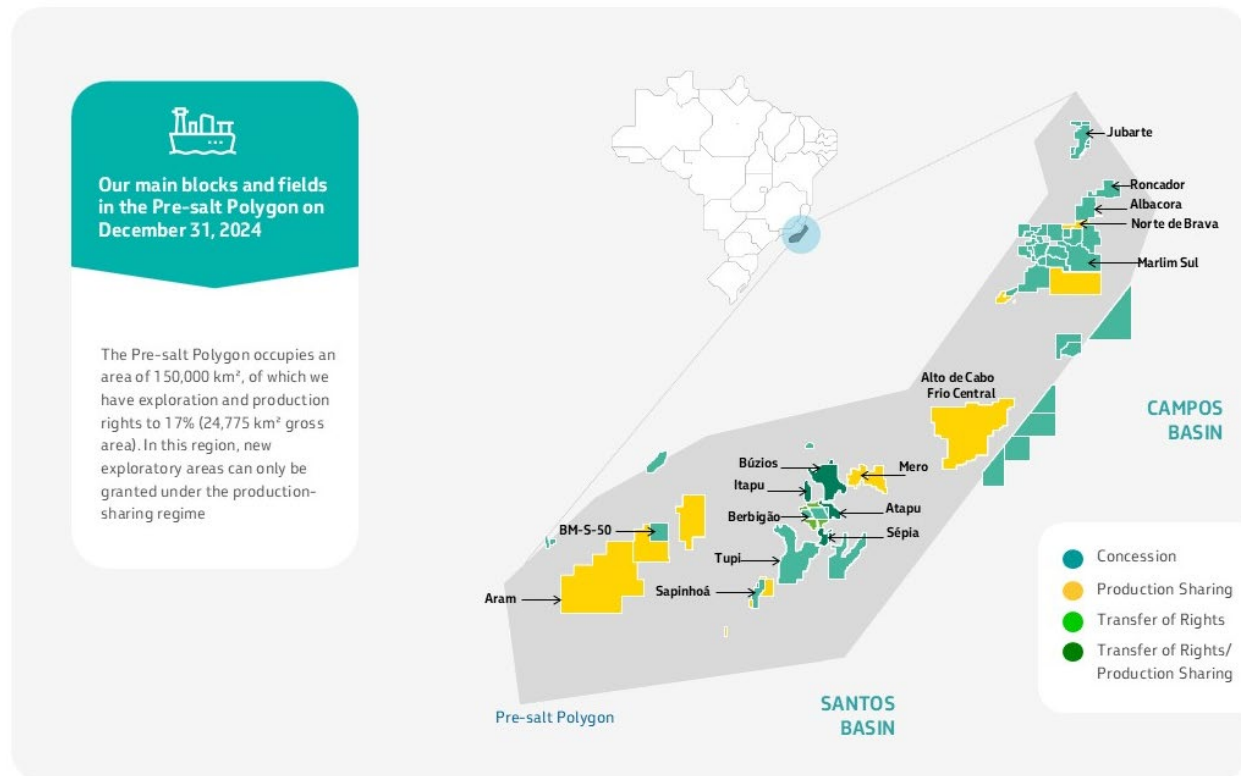 Our main blocks and fields
in the Pre-salt Polygon on
December 31, 2024
The Pre-salt Polygon occupies an
area of 150,000 km², of which we
have exploration and production
rights to 17% (24,775 km² gross
area). In this region, new
exploratory areas can only be
granted under the production-
sharing regime
Jubarte
Roncador
Albacora
Norte de Brava
Marlim Sul
Alto de Cabo
Frio Central
CAMPOS
BASIN
Búzios
Mero
Itapu
Atapu
Berbigão
Sépia
BM-S-50
Tupi
Sapinhoá
Aram
Concession
Production Sharing
Transfer of Rights
Transfer of Rights/
Production Sharing
SANTOS
BASIN
Pre-salt Polygon